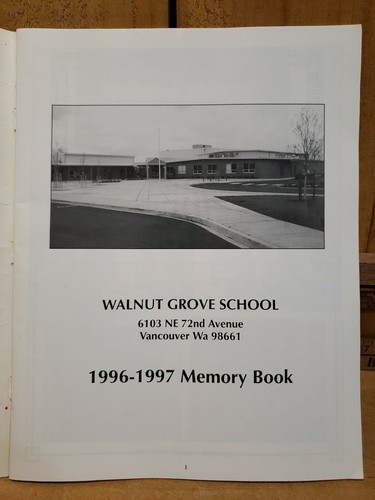 WALNUT GROVE SCHOOL
6103 NE 72nd Avenue
Vancouver Wa 98661
1996-1997 Memory Book
1